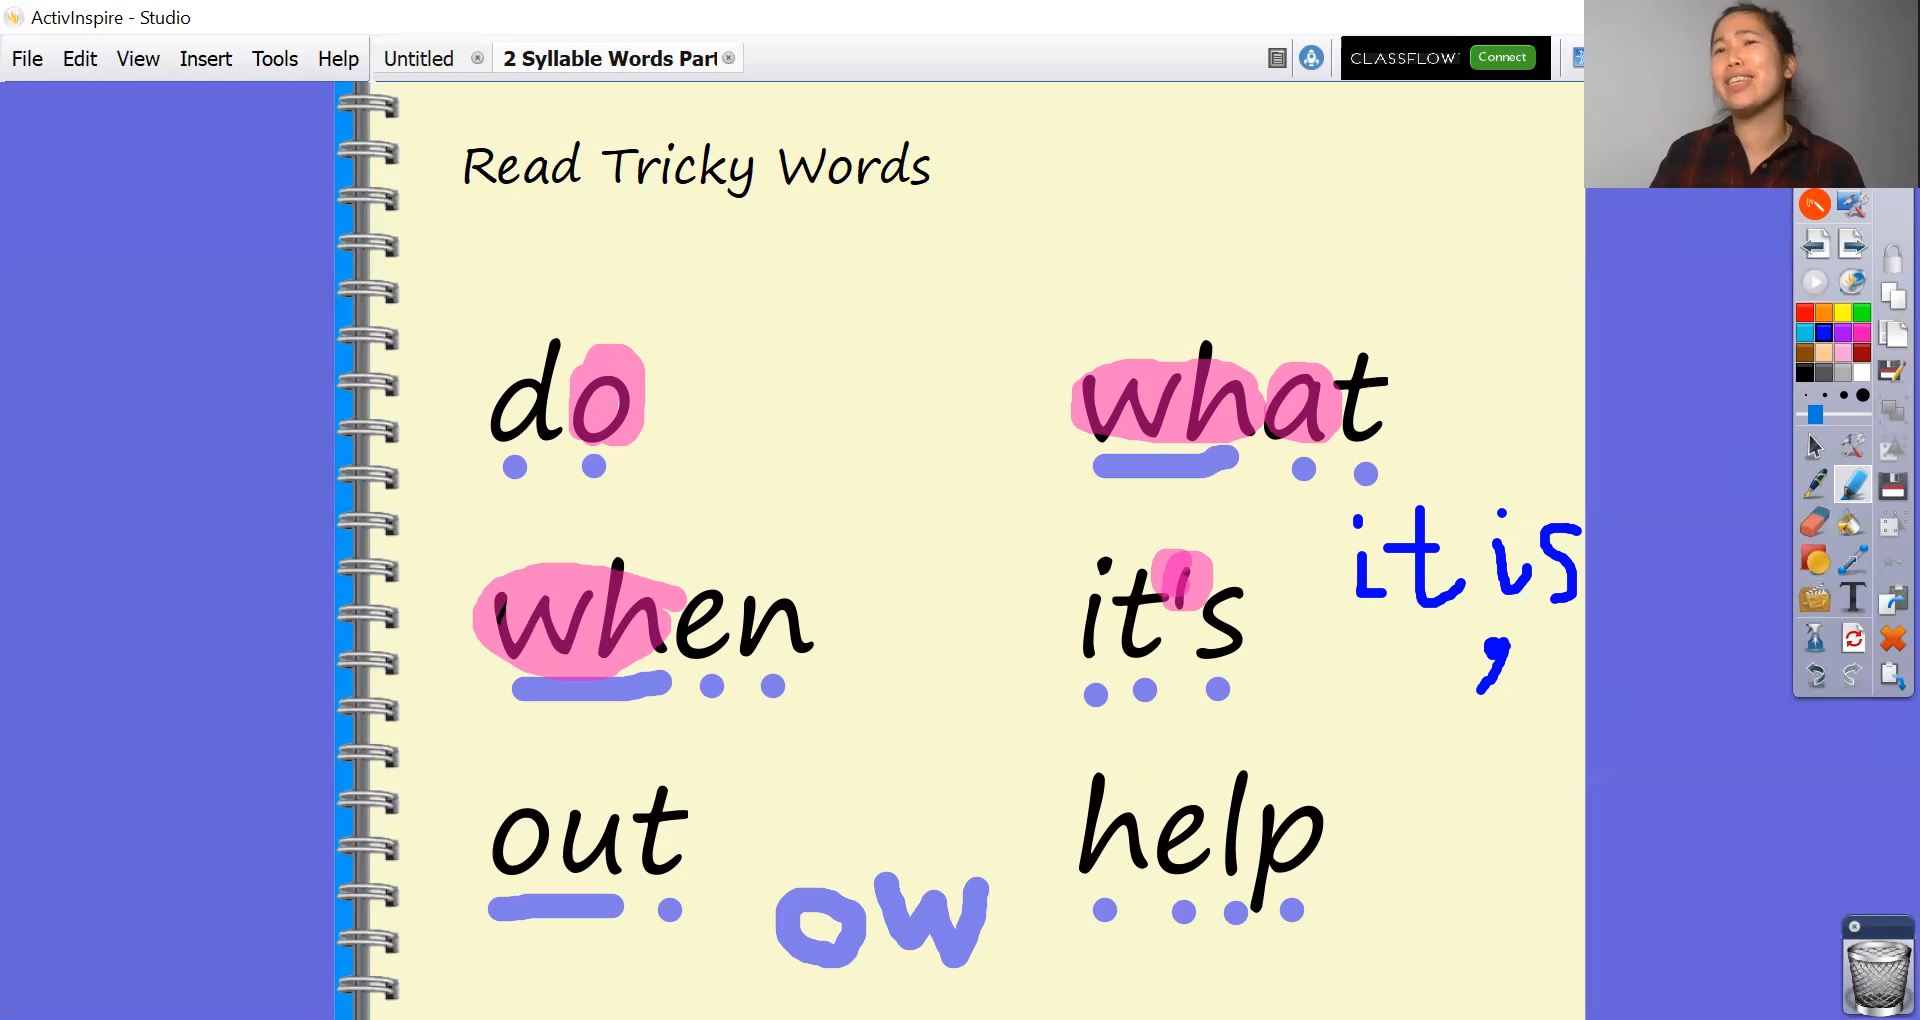 ActivInspire - Studio
File Edit View Insert Tools Help Untitled 2 Syllable Words Part CLASSFLOW Connect
Read Tricky Words
do what
it is
when it's
,
out help
ow